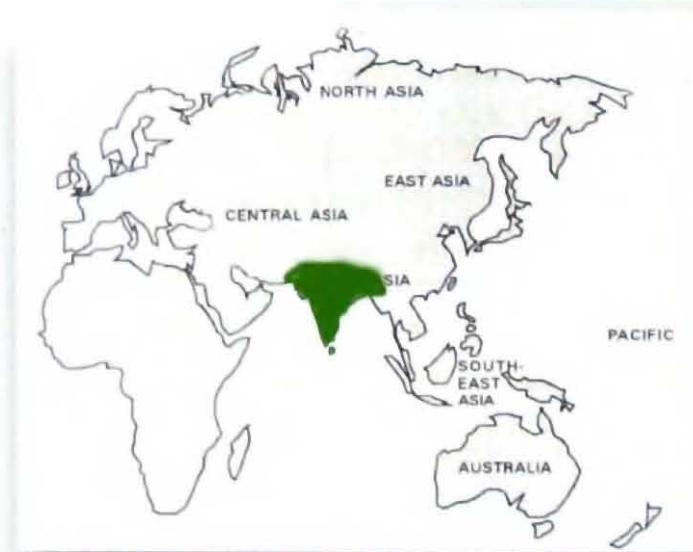 NORTH ASIA
EAST ASIA
CENTRAL ASIA
SIA
PACIFIC
SOUTH-
EAST
ASIA
AUSTRALIA